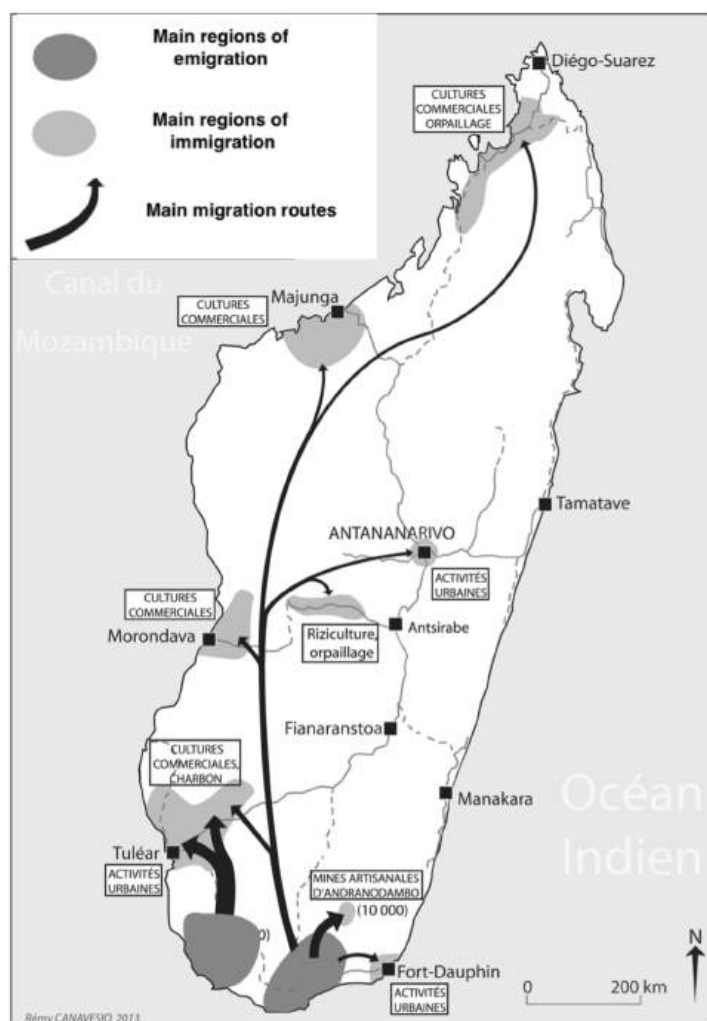 Main regions of
emigration
Main regions of
immigration
Main migration routes
Diégo-Suarez
CULTURES
COMMERCIALES
ORPAILLAGE
Canal du
Mozambique
CULTURES
COMMERCIALES
Majunga
Tamatave
ANTANANARIVO
ACTIVITÉS
URBAINES
CULTURES
COMMERCIALES
Morondava
Riziculture,
orpaillage
Antsirabe
Fianaranstoa
CULTURES
COMMERCIALES,
CHARBON
Manakara
Océan
Indien
Tuléar
ACTIVITÉS
URBAINES
MINES ARTISANALES
D'ANDRANODAMBO
(10 000)
0)
Fort-Dauphin
ACTIVITÉS
URBAINES
N
0 200 km
Rémy CANAVESIO, 2013